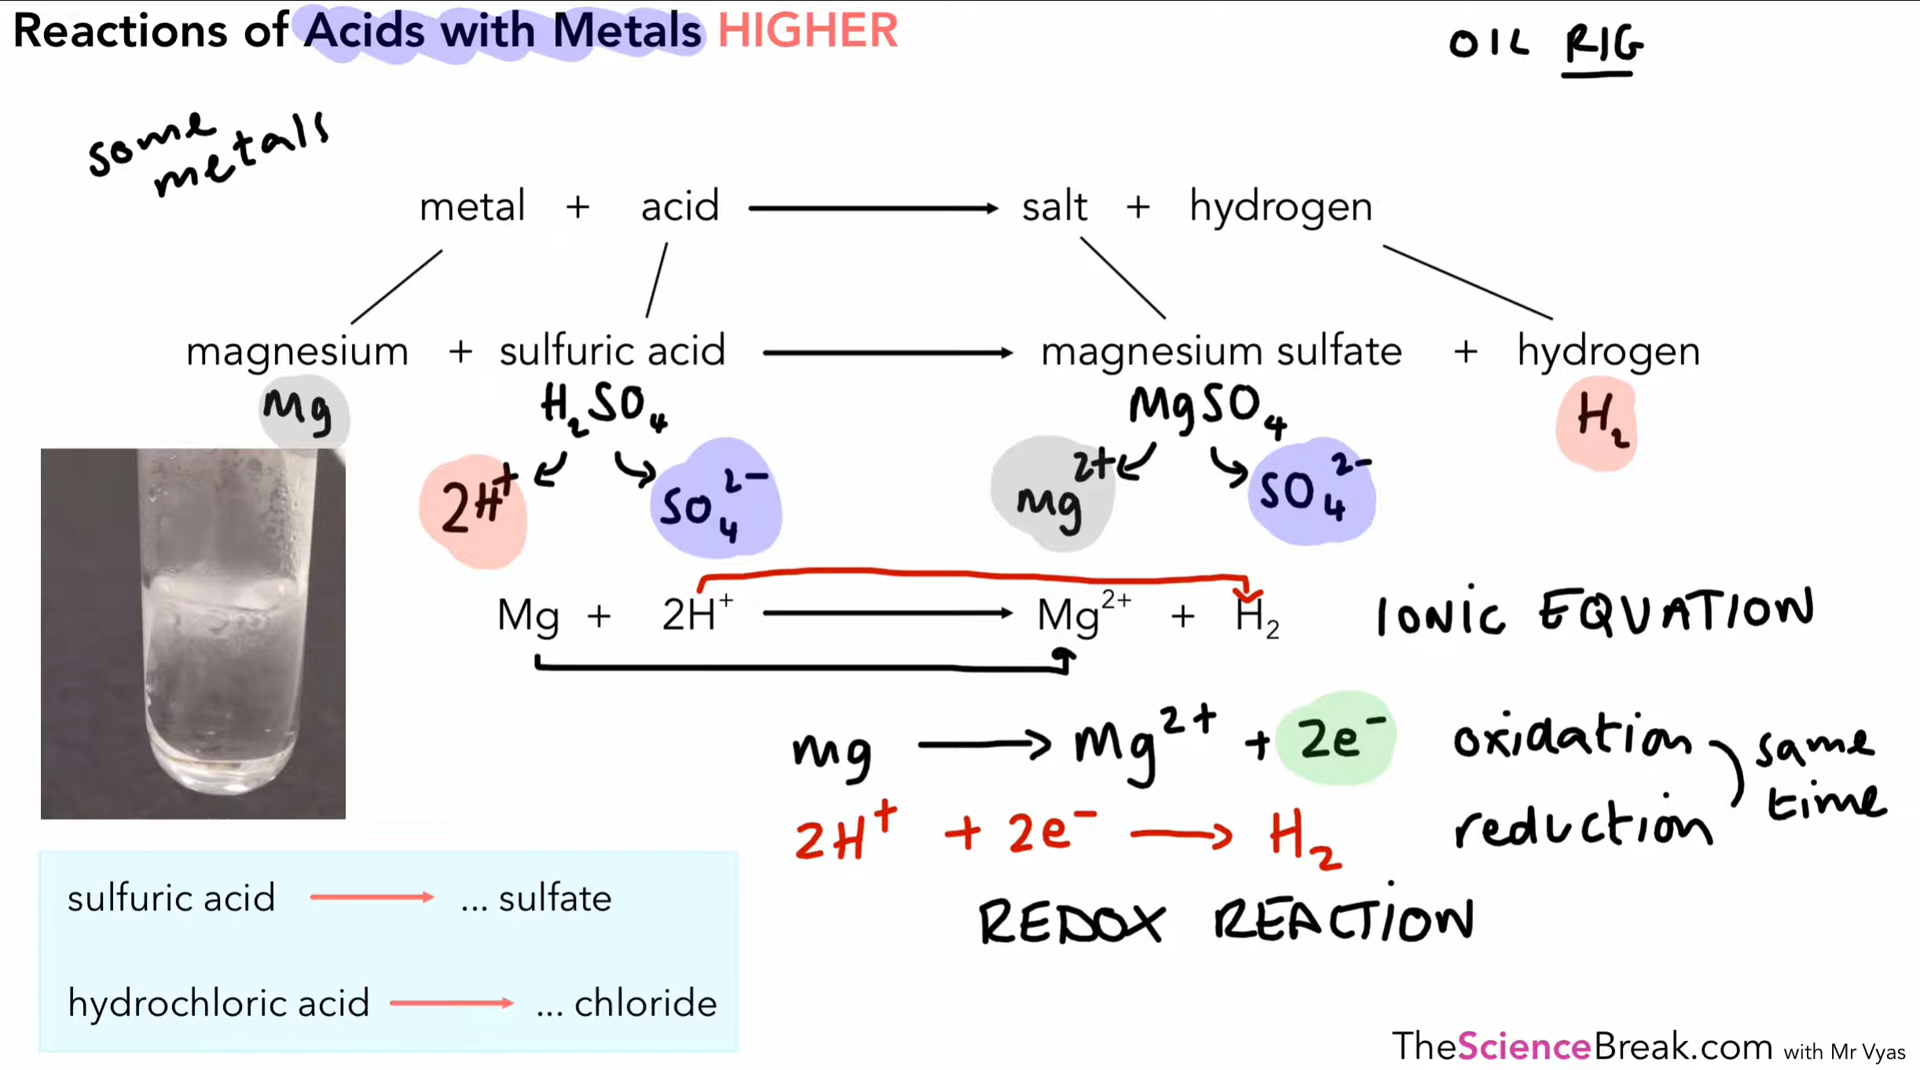 Reactions of Acids with Metals HIGHER
OIL RIG
some
metals
metal + acid → salt + hydrogen
magnesium + sulfuric acid → magnesium sulfate + hydrogen
Mg H₂SO₄ MgSO₄ H₂
2H⁺ SO₄²⁻ Mg²⁺ SO₄²⁻
Mg + 2H⁺ → Mg²⁺ + H₂ IONIC EQUATION
Mg → Mg²⁺ + 2e⁻ oxidation
same
time
2H⁺ + 2e⁻ → H₂ reduction
REDOX REACTION
sulfuric acid → ... sulfate
hydrochloric acid → ... chloride
TheScienceBreak.com with Mr Vyas